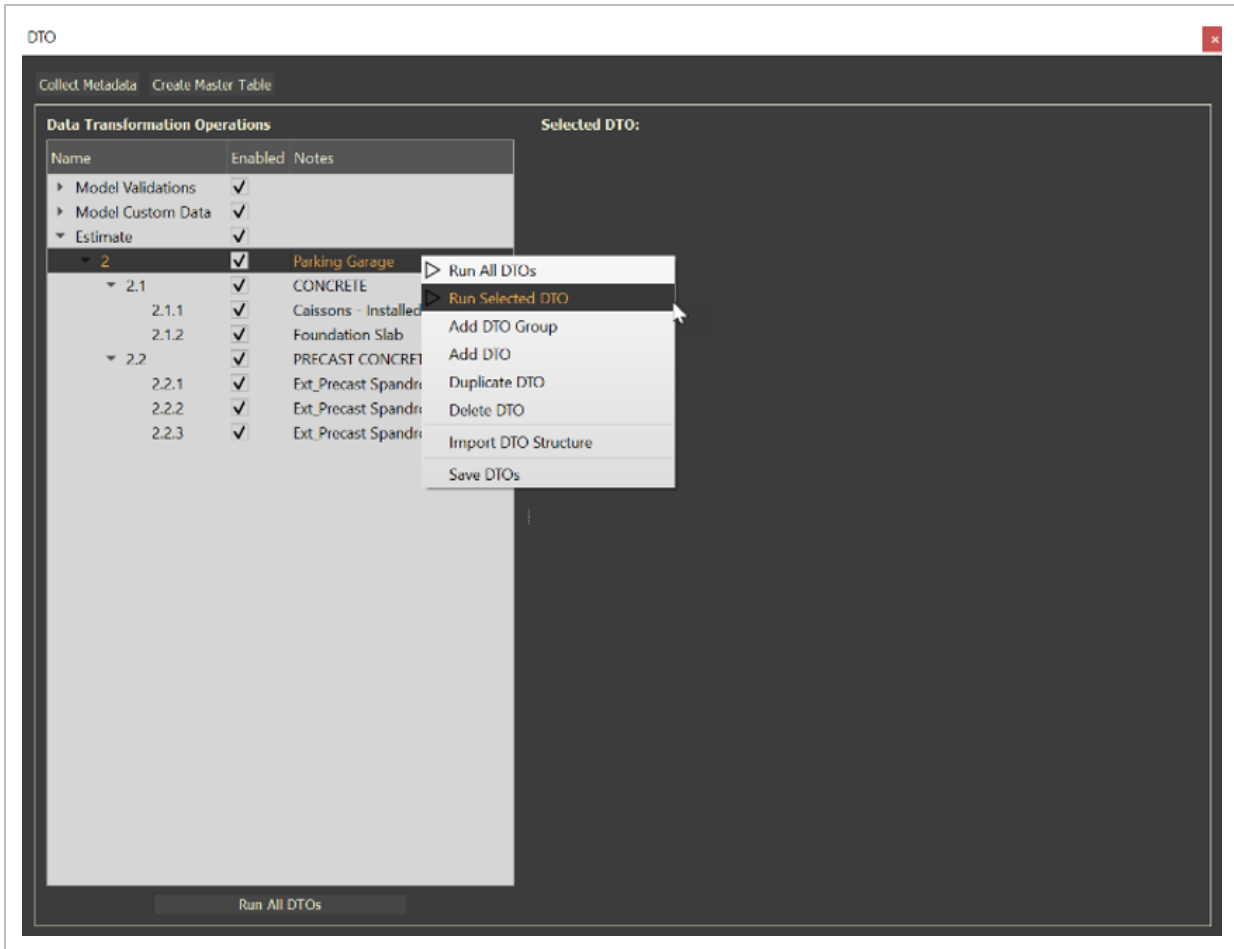 DTO
Collect Metadata Create Master Table
Data Transformation Operations Selected DTO:
Name Enabled Notes
Model Validations
Model Custom Data
Estimate
2 Parking Garage
Run All DTOs
2.1 CONCRETE
Run Selected DTO
2.1.1 Caissons - Installed
Add DTO Group
2.1.2 Foundation Slab
Add DTO
2.2 PRECAST CONCRET
Duplicate DTO
2.2.1 Ext_Precast Spandr
Delete DTO
2.2.2 Ext_Precast Spandr
2.2.3 Ext_Precast Spandr
Import DTO Structure
Save DTOs
Run All DTOs